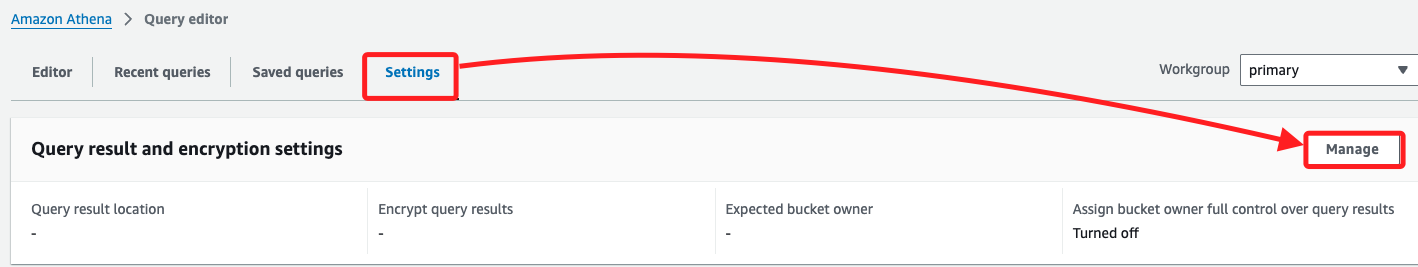 Amazon Athena > Query editor
Editor Recent queries Saved queries Settings Workgroup primary
Query result and encryption settings Manage
Query result location Encrypt query results Expected bucket owner Assign bucket owner full control over query results
- - - Turned off